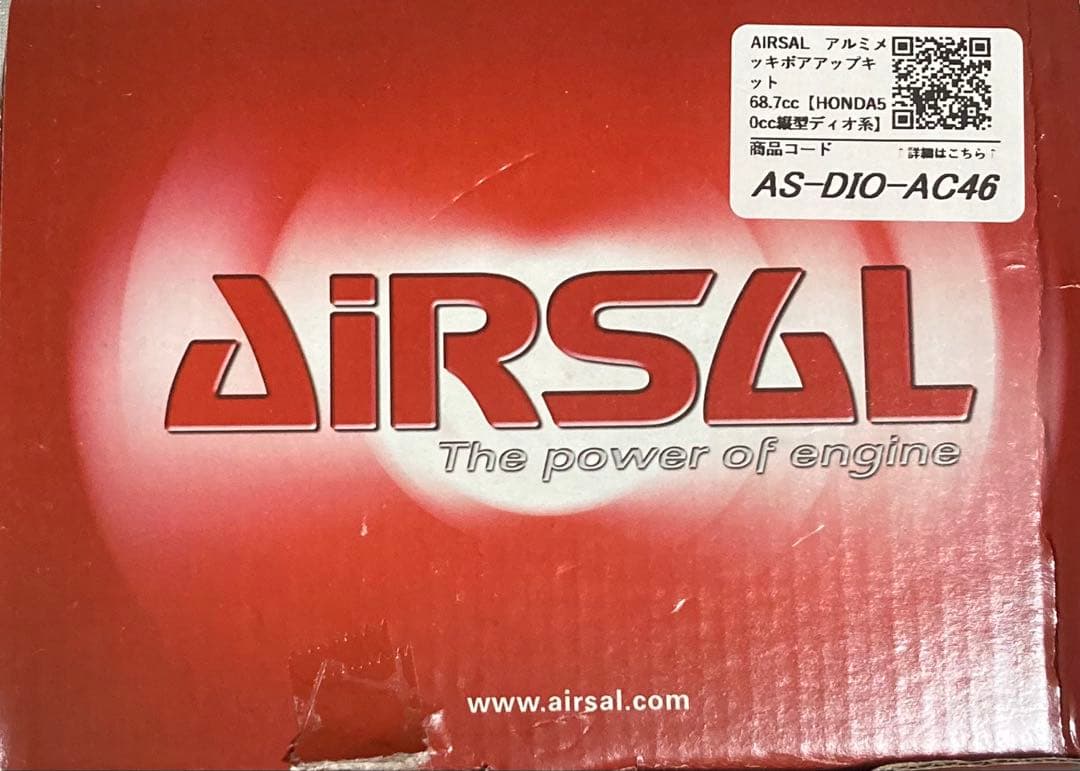 AIRSAL アルミメ
ッキボアアップキ
ット
68.7cc【HONDA5
0cc縦型ディオ系】
商品コード
↑詳細はこちら↑
AS-DIO-AC46
AiRSAL
The power of engine
www.airsal.com